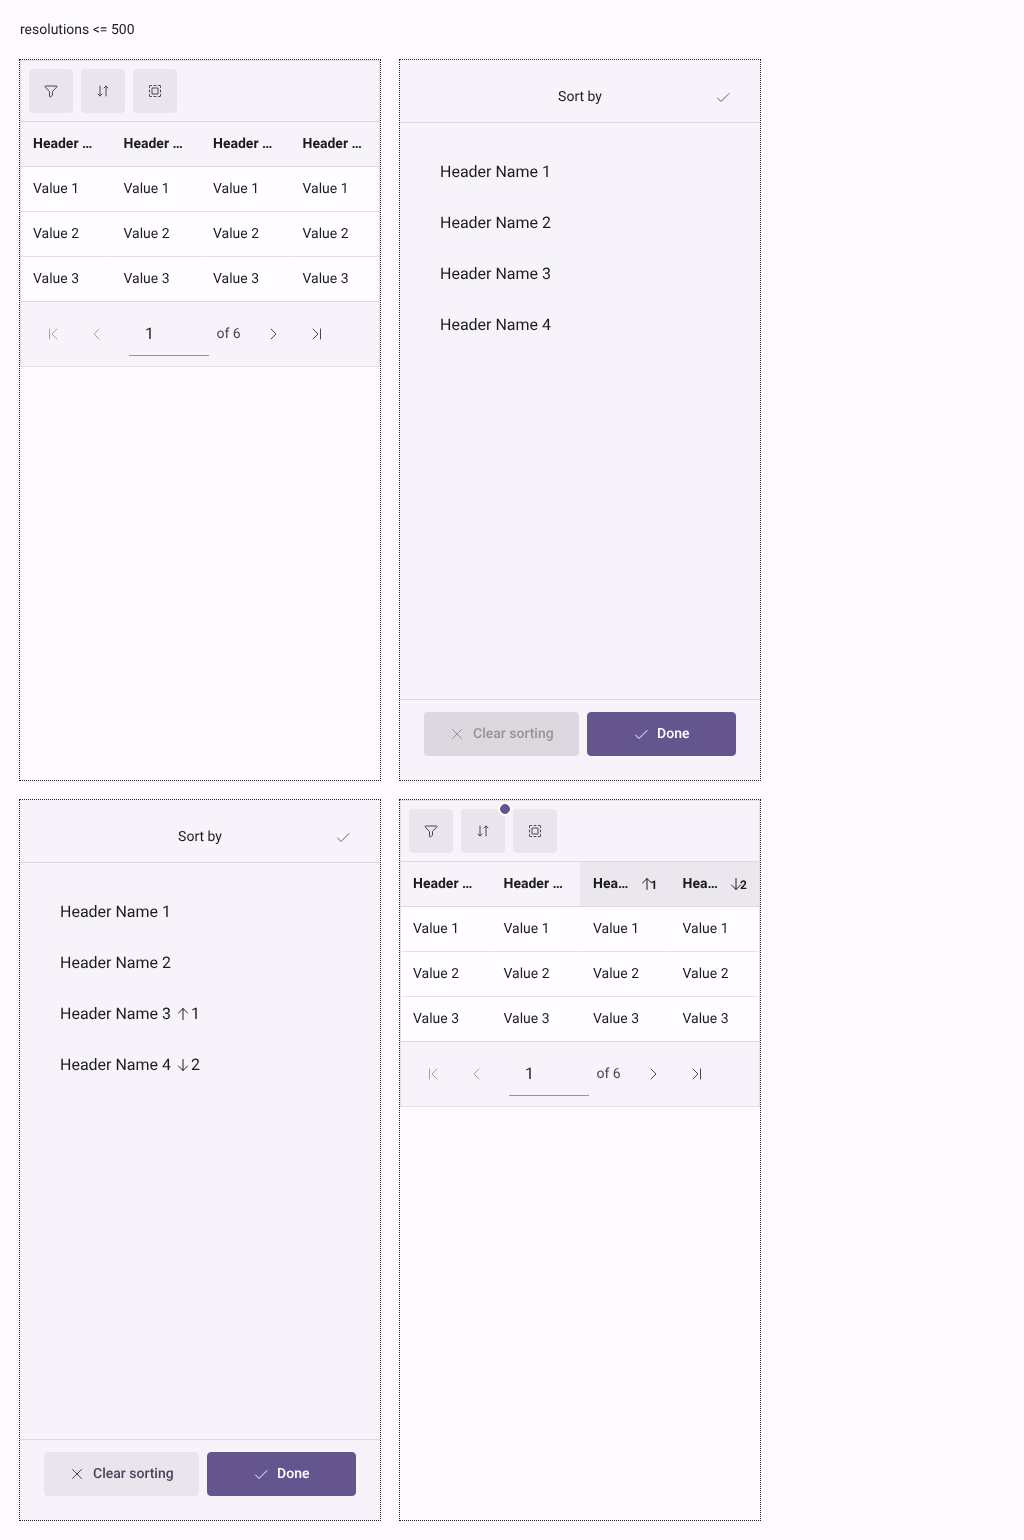 resolutions <= 500
Header ... Header ... Header ... Header ...
Value 1 Value 1 Value 1 Value 1
Value 2 Value 2 Value 2 Value 2
Value 3 Value 3 Value 3 Value 3
1 of 6
Sort by
Header Name 1
Header Name 2
Header Name 3
Header Name 4
Clear sorting Done
Sort by
Header Name 1
Header Name 2
Header Name 3 ↑1
Header Name 4 ↓2
Clear sorting Done
Header ... Header ... Hea... ↑1 Hea... ↓2
Value 1 Value 1 Value 1 Value 1
Value 2 Value 2 Value 2 Value 2
Value 3 Value 3 Value 3 Value 3
1 of 6